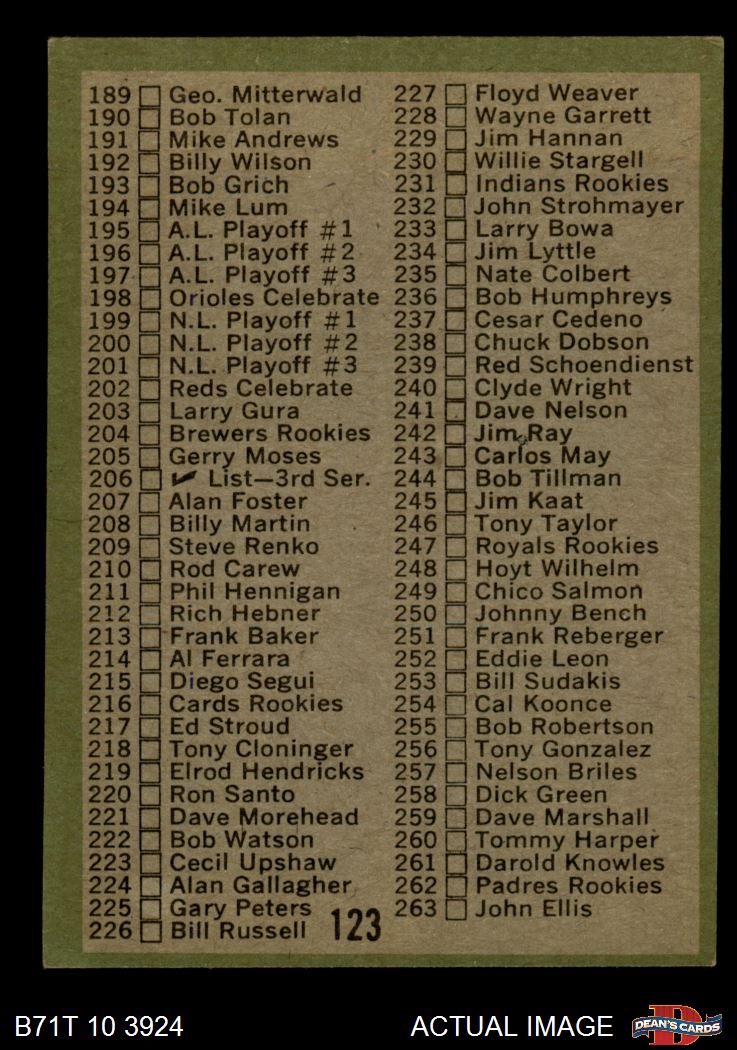 189 Geo. Mitterwald
190 Bob Tolan
191 Mike Andrews
192 Billy Wilson
193 Bob Grich
194 Mike Lum
195 A.L. Playoff #1
196 A.L. Playoff #2
197 A.L. Playoff #3
198 Orioles Celebrate
199 N.L. Playoff #1
200 N.L. Playoff #2
201 N.L. Playoff #3
202 Reds Celebrate
203 Larry Gura
204 Brewers Rookies
205 Gerry Moses
206 ✔ List—3rd Ser.
207 Alan Foster
208 Billy Martin
209 Steve Renko
210 Rod Carew
211 Phil Hennigan
212 Rich Hebner
213 Frank Baker
214 Al Ferrara
215 Diego Segui
216 Cards Rookies
217 Ed Stroud
218 Tony Cloninger
219 Elrod Hendricks
220 Ron Santo
221 Dave Morehead
222 Bob Watson
223 Cecil Upshaw
224 Alan Gallagher
225 Gary Peters
226 Bill Russell
123
227 Floyd Weaver
228 Wayne Garrett
229 Jim Hannan
230 Willie Stargell
231 Indians Rookies
232 John Strohmayer
233 Larry Bowa
234 Jim Lyttle
235 Nate Colbert
236 Bob Humphreys
237 Cesar Cedeno
238 Chuck Dobson
239 Red Schoendienst
240 Clyde Wright
241 Dave Nelson
242 Jim Ray
243 Carlos May
244 Bob Tillman
245 Jim Kaat
246 Tony Taylor
247 Royals Rookies
248 Hoyt Wilhelm
249 Chico Salmon
250 Johnny Bench
251 Frank Reberger
252 Eddie Leon
253 Bill Sudakis
254 Cal Koonce
255 Bob Robertson
256 Tony Gonzalez
257 Nelson Briles
258 Dick Green
259 Dave Marshall
260 Tommy Harper
261 Darold Knowles
262 Padres Rookies
263 John Ellis
B71T 10 3924
ACTUAL IMAGE
D
DEAN'S CARDS